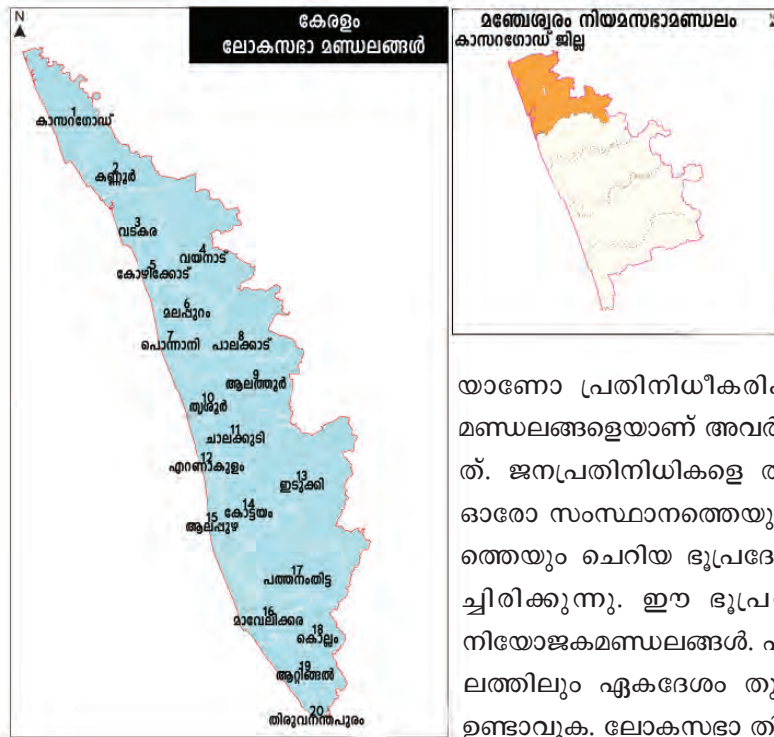 N
കേരളം
ലോകസഭാ മണ്ഡലങ്ങൾ
1
കാസറഗോഡ്
2
കണ്ണൂർ
3
വടകര
4
വയനാട്
5
കോഴിക്കോട്
6
മലപ്പുറം
7
പൊന്നാനി
8
പാലക്കാട്
9
ആലത്തൂർ
10
തൃശൂർ
11
ചാലക്കുടി
12
എറണാകുളം
13
ഇടുക്കി
14
കോട്ടയം
15
ആലപ്പുഴ
17
പത്തനംതിട്ട
16
മാവേലിക്കര
18
കൊല്ലം
19
ആറ്റിങ്ങൽ
20
തിരുവനന്തപുരം
മഞ്ചേശ്വരം നിയമസഭാമണ്ഡലം
കാസറഗോഡ് ജില്ല
1
യാണോ പ്രതിനിധീകരി
മണ്ഡലങ്ങളെയാണ് അവർ
ത്. ജനപ്രതിനിധികളെ ത
ഓരോ സംസ്ഥാനത്തെയു
ത്തെയും ചെറിയ ഭൂപ്രദേ
ച്ചിരിക്കുന്നു. ഈ ഭൂപ്ര
നിയോജകമണ്ഡലങ്ങൾ.
ലത്തിലും ഏകദേശം തു
ഉണ്ടാവുക. ലോകസഭാ തി